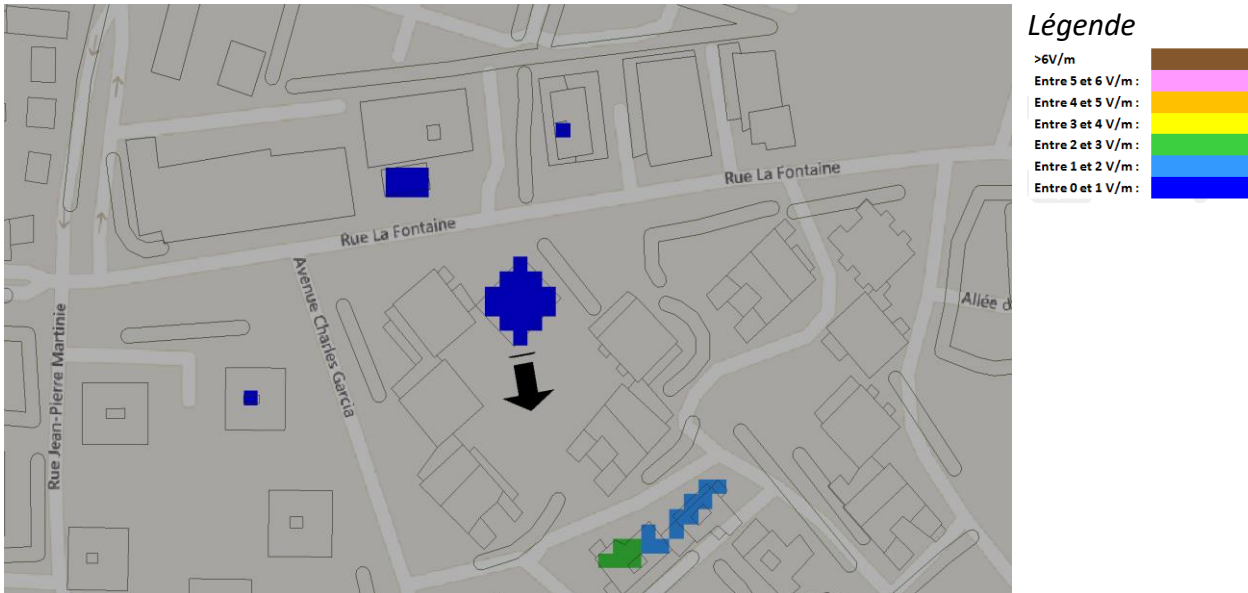 Légende
>6V/m
Entre 5 et 6 V/m :
Entre 4 et 5 V/m :
Entre 3 et 4 V/m :
Entre 2 et 3 V/m :
Entre 1 et 2 V/m :
Entre 0 et 1 V/m :
Rue La Fontaine
Rue La Fontaine
Avenue Charles Garcia
Rue Jean-Pierre Martinie
Allée d